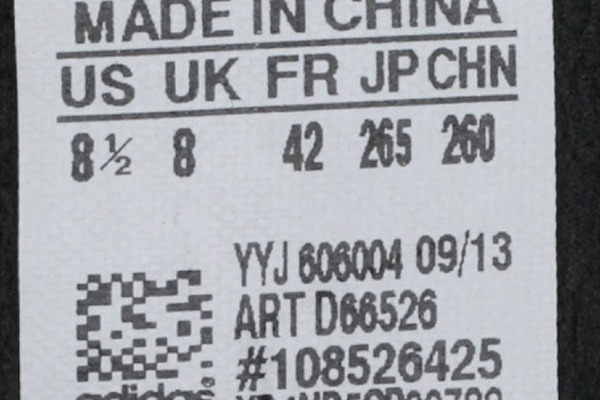 MADE IN CHINA
US UK FR JP CHN
8½ 8 42 265 260
YYJ 606004 09/13
ART D66526
#108526425
adidas®